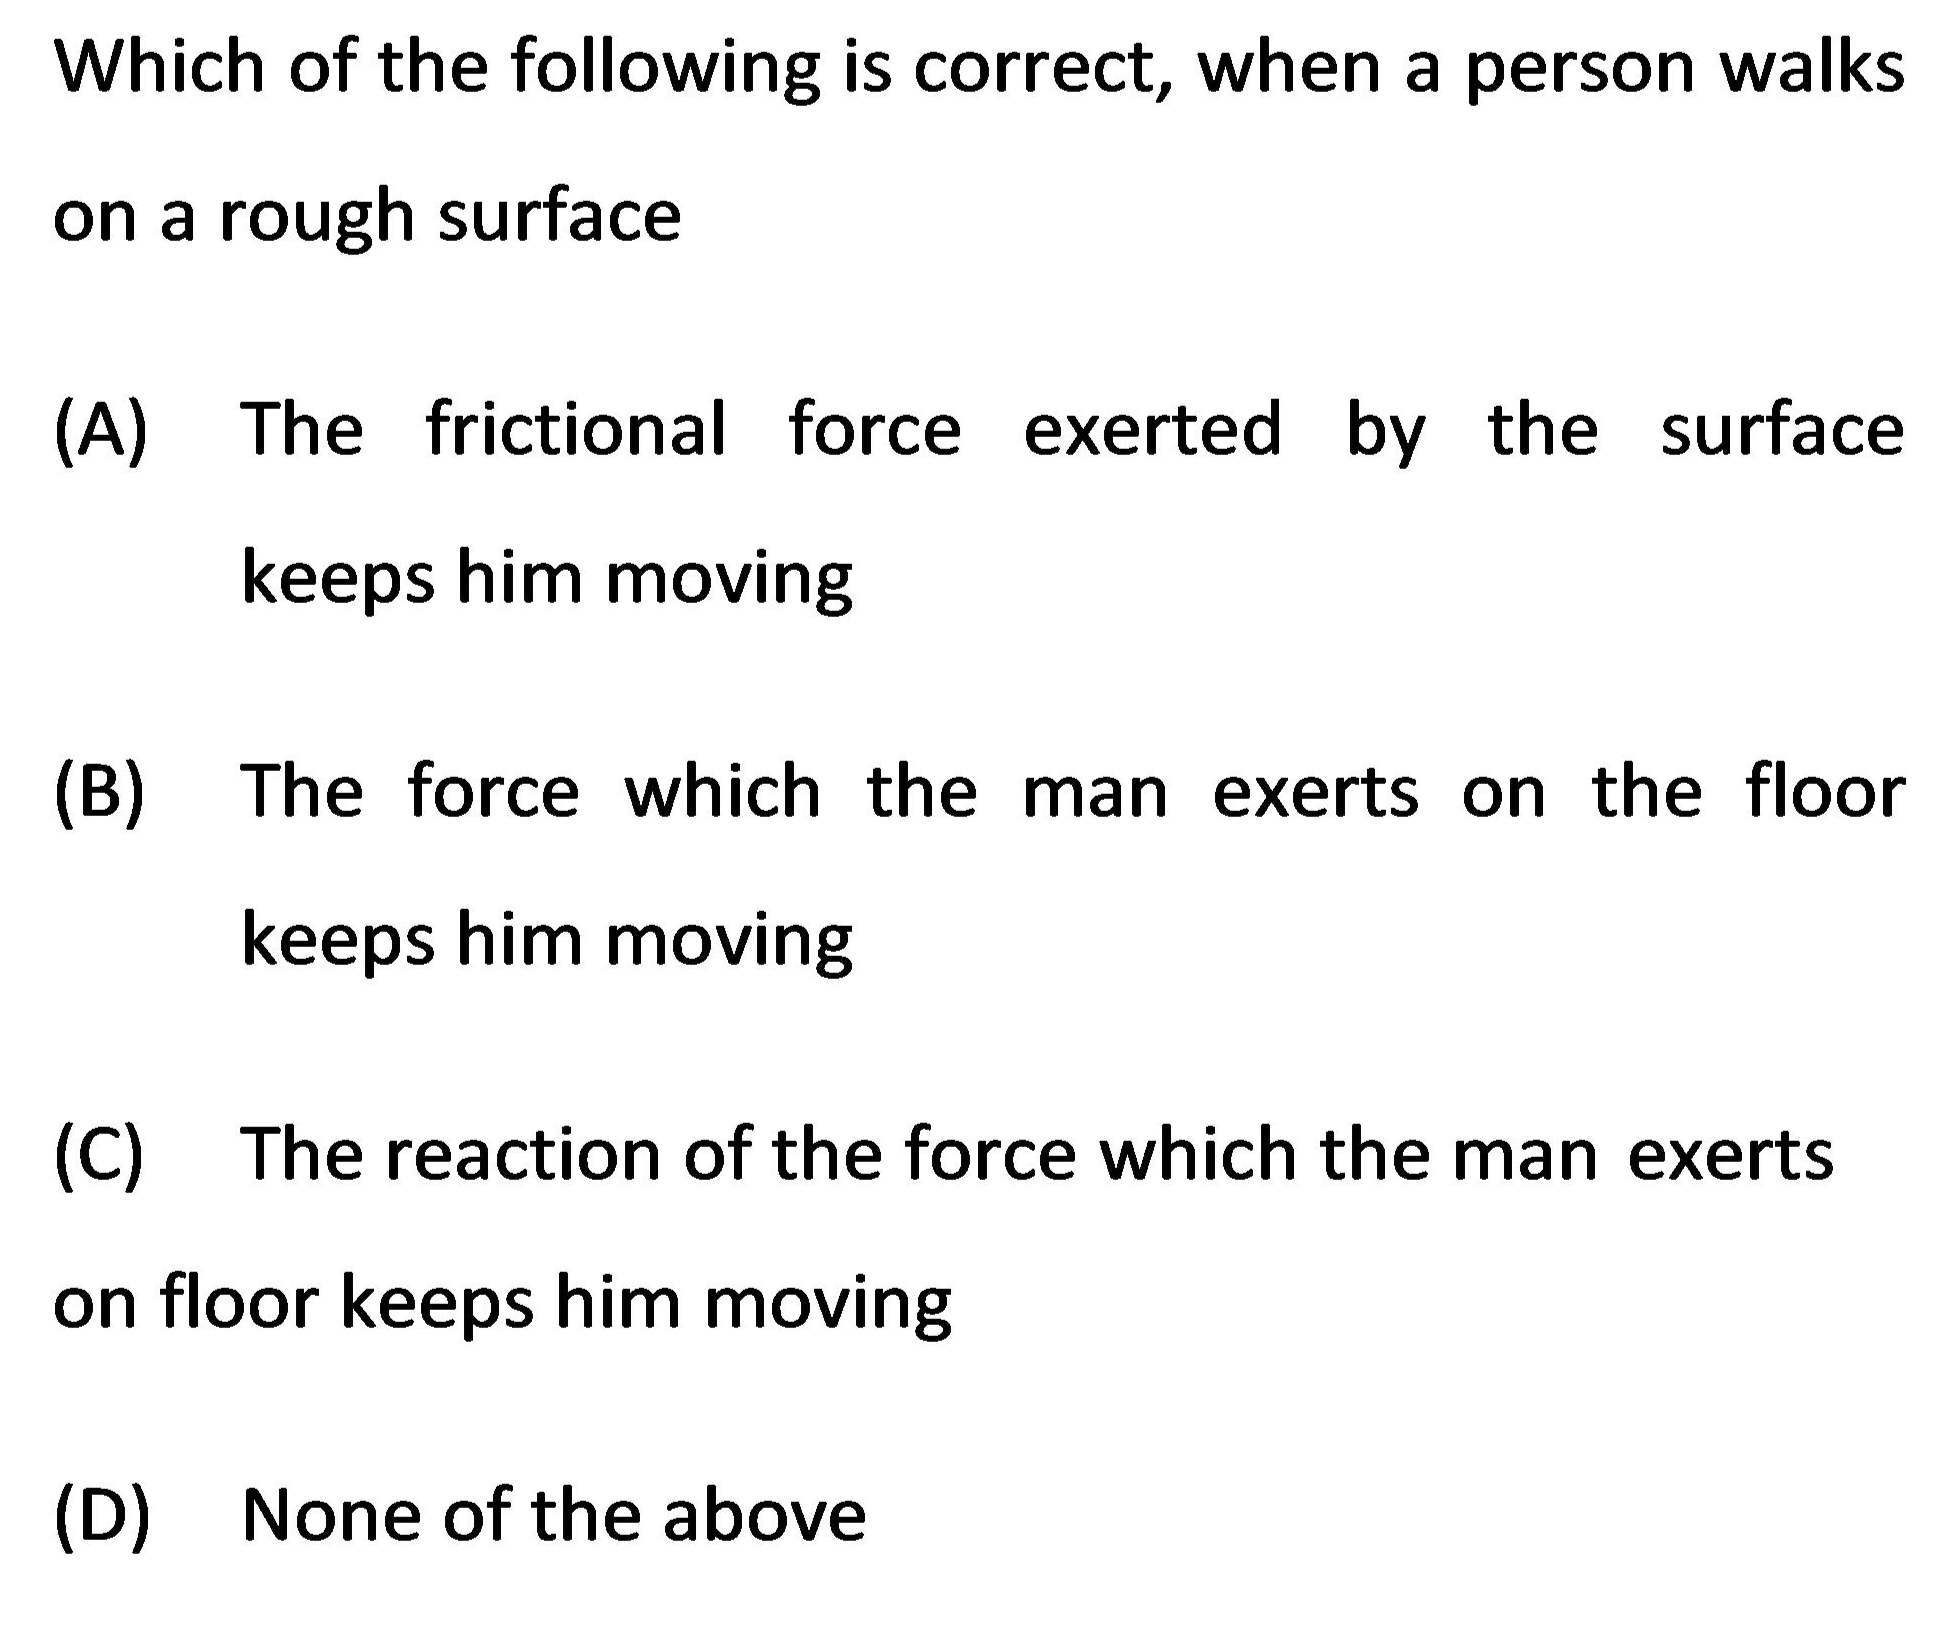 Which of the following is correct, when a person walks
on a rough surface
(A) The frictional force exerted by the surface
keeps him moving
(B) The force which the man exerts on the floor
keeps him moving
(C) The reaction of the force which the man exerts
on floor keeps him moving
(D) None of the above